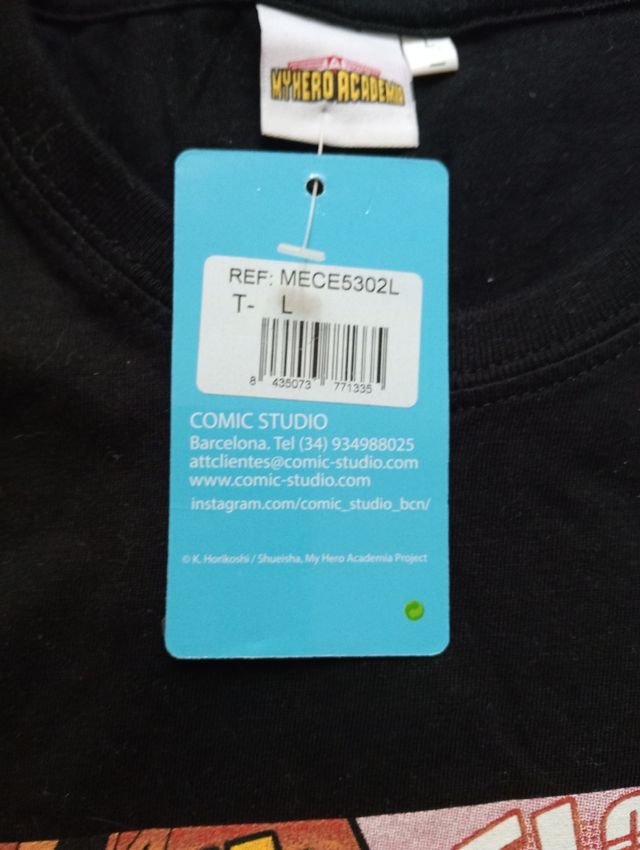 MY HERO ACADEMIA
L
REF: MECE5302L
T- L
8 435073 771335
COMIC STUDIO
Barcelona. Tel (34) 934988025
attclientes@comic-studio.com
www.comic-studio.com
instagram.com/comic_studio_bcn/
© K. Horikoshi / Shueisha, My Hero Academia Project